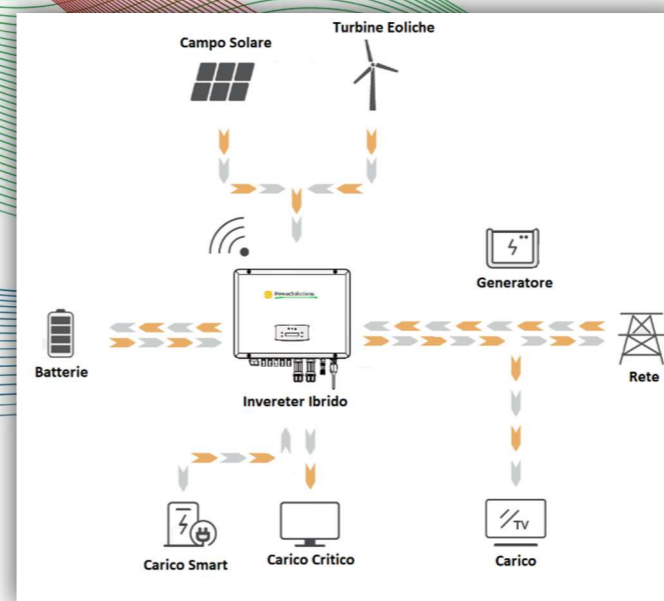 Turbine Eoliche
Campo Solare
Generatore
Batterie
Invereter Ibrido
Rete
Carico Smart
Carico Critico
TV
Carico